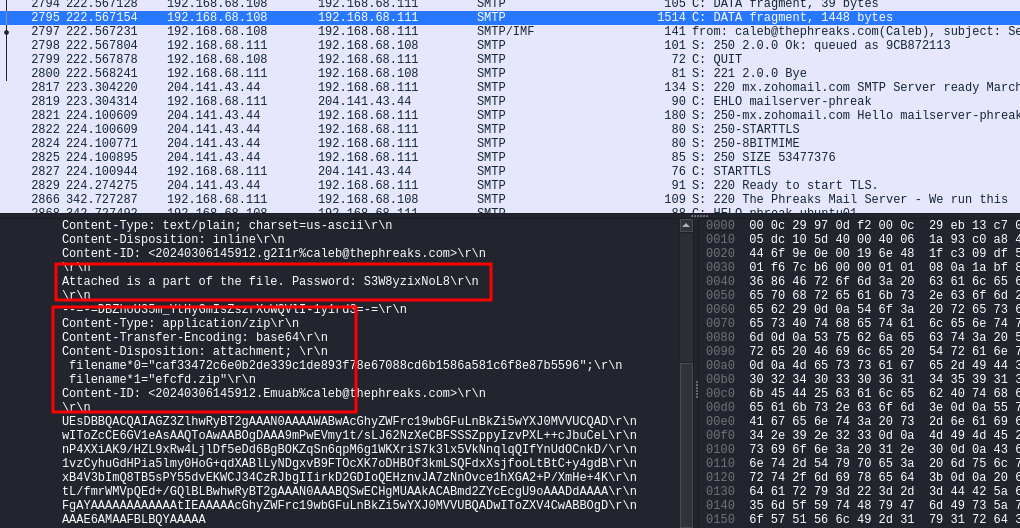 2794 222.567128 192.168.68.108 192.168.68.111 SMTP 105 C: DATA fragment, 39 bytes
2795 222.567154 192.168.68.108 192.168.68.111 SMTP 1514 C: DATA fragment, 1448 bytes
2797 222.567231 192.168.68.108 192.168.68.111 SMTP/IMF 141 from: caleb@thephreaks.com(Caleb), subject: Se
2798 222.567804 192.168.68.111 192.168.68.108 SMTP 101 S: 250 2.0.0 Ok: queued as 9CB872113
2799 222.567878 192.168.68.108 192.168.68.111 SMTP 72 C: QUIT
2800 222.568241 192.168.68.111 192.168.68.108 SMTP 81 S: 221 2.0.0 Bye
2817 223.304220 204.141.43.44 192.168.68.111 SMTP 134 S: 220 mx.zohomail.com SMTP Server ready March
2819 223.304314 192.168.68.111 204.141.43.44 SMTP 90 C: EHLO mailserver-phreak
2821 224.100609 204.141.43.44 192.168.68.111 SMTP 180 S: 250-mx.zohomail.com Hello mailserver-phreak
2822 224.100609 204.141.43.44 192.168.68.111 SMTP 80 S: 250-STARTTLS
2824 224.100771 204.141.43.44 192.168.68.111 SMTP 80 S: 250-8BITMIME
2825 224.100895 204.141.43.44 192.168.68.111 SMTP 85 S: 250 SIZE 53477376
2827 224.100944 192.168.68.111 204.141.43.44 SMTP 76 C: STARTTLS
2829 224.274275 204.141.43.44 192.168.68.111 SMTP 91 S: 220 Ready to start TLS.
2866 342.727287 192.168.68.111 192.168.68.108 SMTP 109 S: 220 The Phreaks Mail Server - We run this
2868 342.727492 192.168.68.108 192.168.68.111 SMTP 88 C: HELO phreak-ubuntu01
Content-Type: text/plain; charset=us-ascii\r\n
Content-Disposition: inline\r\n
Content-ID: <20240306145912.g2I1r%caleb@thephreaks.com>\r\n
\r\n
Attached is a part of the file. Password: S3W8yzixNoL8\r\n
\r\n
Content-Type: application/zip\r\n
Content-Transfer-Encoding: base64\r\n
Content-Disposition: attachment; \r\n
filename*0="caf33472c6e0b2de339c1de893f78e67088cd6b1586a581c6f8e87b5596";\r\n
filename*1="efcfd.zip"\r\n
Content-ID: <20240306145912.Emuab%caleb@thephreaks.com>\r\n
\r\n
UEsDBBQACQAIAGZ3ZlhwRyBT2gAAAN0AAAAWABwAcGhyZWFrc19wbGFuLnBkZi5wYXJ0MVVUCQAD\r\n
wIToZcCE6GV1eAsAAQToAwAABOgDAAA9mPwEVmy1t/sLJ62NzXeCBFSSSZppyIzvPXL++cJbuCeL\r\n
nP4XXiAK9/HZL9xRw4LjlDf5eDd6BgBOKZqSn6qpM6g1WKXriS7k3lx5VkNnqlqQIfYnUdOCnkD/\r\n
1vzCyhuGdHPia5lmy0HoG+qdXABlLyNDgxvB9FTOcXK7oDHBOf3kmLSQFdxXsjfooLtBtC+y4gdB\r\n
xB4V3bImQ8TB5sPY55dvEKWCJ34CzRJbgIIirkD2GDIoQEHznvJA7zNnOvce1hXGA2+P/XmHe+4K\r\n
tL/fmrWMVpQEd+/GQlBLBwhwRyBT2gAAAN0AAABQSwECHgMUAAkACABmd2ZYcEcgU9oAAADdAAAA\r\n
FgAYAAAAAAAAAAAAtIEAAAAAcGhyZWFrc19wbGFuLnBkZi5wYXJ0MVVUBQADwIToZXV4CwABBOgD\r\n
AAAE6AMAAFBLBQYAAAAA
0000 00 0c 29 97 0d f2 00 0c 29 eb 13 c7 0
0010 05 dc 10 5d 40 00 40 06 1a 93 c0 a8 4
0020 44 6f 9e 0e 00 19 6e 48 1f c3 09 df 5
0030 01 f6 7c b6 00 00 01 01 08 0a 1a bf 8
0040 36 86 46 72 6f 6d 3a 20 63 61 6c 65 6
0050 65 70 68 72 65 61 6b 73 2e 63 6f 6d 2
0060 65 62 29 0d 0a 54 6f 3a 20 72 65 73 6
0070 65 73 40 74 68 65 74 61 6c 65 6e 74 7
0080 6d 0d 0a 53 75 62 6a 65 63 74 3a 20 5
0090 72 65 20 46 69 6c 65 20 54 72 61 6e 7
00a0 0d 0a 4d 65 73 73 61 67 65 2d 49 44 3
00b0 30 32 34 30 33 30 36 31 34 35 39 31 3
00c0 6b 45 44 25 63 61 6c 65 62 40 74 68 6
00d0 65 61 6b 73 2e 63 6f 6d 3e 0d 0a 55 7
00e0 41 67 65 6e 74 3a 20 73 2d 6e 61 69 6
00f0 34 2e 39 2e 32 33 0d 0a 4d 49 4d 45 2
0100 73 69 6f 6e 3a 20 31 2e 30 0d 0a 43 6
0110 6e 74 2d 54 79 70 65 3a 20 6d 75 6c 7
0120 72 74 2f 6d 69 78 65 64 3b 0d 0a 20 6
0130 64 61 72 79 3d 22 3d 2d 3d 44 42 5a 6
0140 35 6d 5f 59 74 48 79 47 6d 49 73 5a 7
0150 6f 57 51 56 6c 49 2d 31 79 31 72 64 3